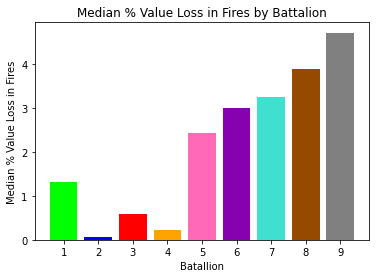 Median % Value Loss in Fires by Battalion
Median % Value Loss in Fires
4
3
2
1
0
1 2 3 4 5 6 7 8 9
Batallion